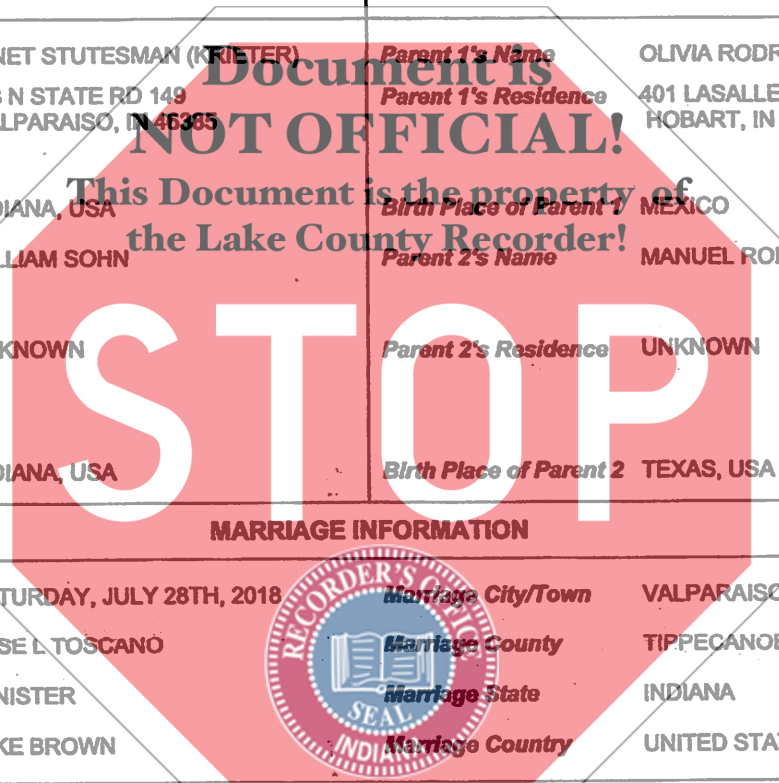 NET STUTESMAN (KRIETER) Parent 1's Name OLIVIA RODR
Document is
N STATE RD 149 Parent 1's Residence 401 LASALLE
LPARAISO, IN 46385 HOBART, IN
NOT OFFICIAL!
This Document is the property of
DIANA, USA Birth Place of Parent 1 MEXICO
the Lake County Recorder!
LLIAM SOHN Parent 2's Name MANUEL ROD
KNOWN Parent 2's Residence UNKNOWN
STOP
DIANA, USA Birth Place of Parent 2 TEXAS, USA
MARRIAGE INFORMATION
TURDAY, JULY 28TH, 2018 Marriage City/Town VALPARAISO
SE L TOSCANO Marriage County TIPPECANOE
NISTER Marriage State INDIANA
KE BROWN Marriage Country UNITED STAT
RECORDER'S OFFICE
SEAL
INDIANA